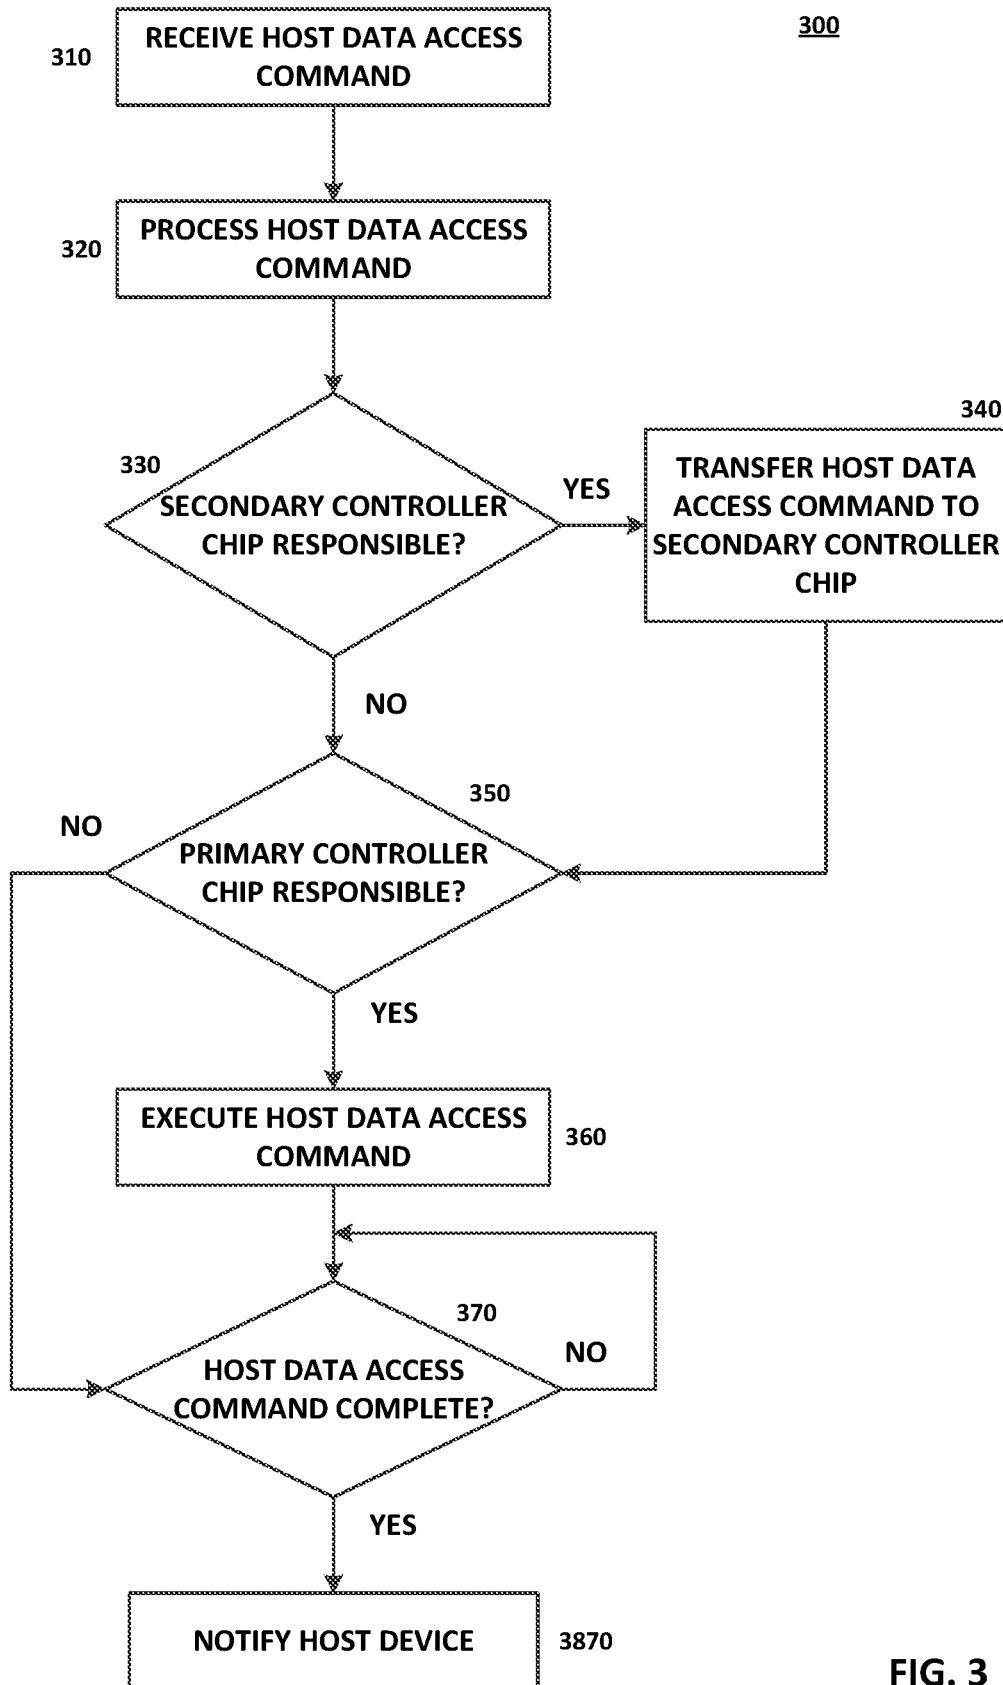 300
310
RECEIVE HOST DATA ACCESS
COMMAND
320
PROCESS HOST DATA ACCESS
COMMAND
330
SECONDARY CONTROLLER
CHIP RESPONSIBLE?
YES
340
TRANSFER HOST DATA
ACCESS COMMAND TO
SECONDARY CONTROLLER
CHIP
NO
350
NO
PRIMARY CONTROLLER
CHIP RESPONSIBLE?
YES
EXECUTE HOST DATA ACCESS
COMMAND
360
370
NO
HOST DATA ACCESS
COMMAND COMPLETE?
YES
NOTIFY HOST DEVICE
3870
FIG. 3